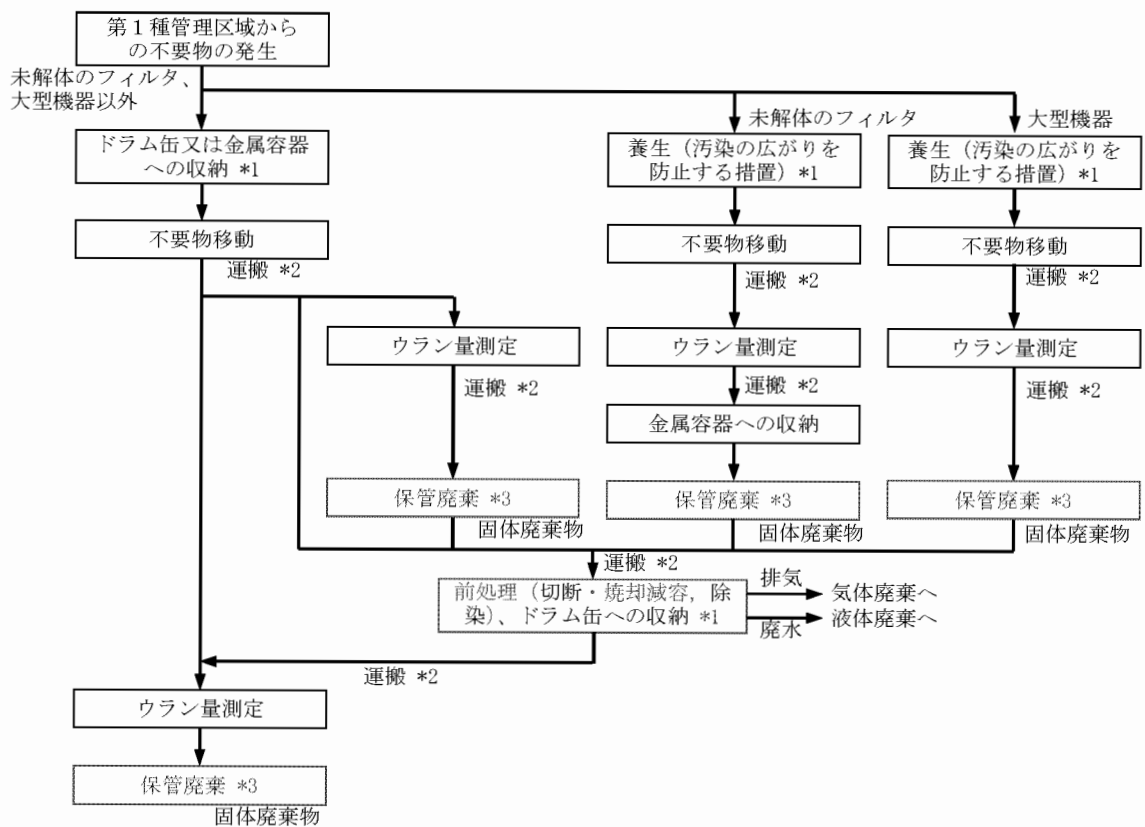 第１種管理区域から
の不要物の発生
未解体のフィルタ、
大型機器以外
未解体のフィルタ
大型機器
ドラム缶又は金属容器
への収納 *1
養生（汚染の広がりを
防止する措置）*1
養生（汚染の広がりを
防止する措置）*1
不要物移動
不要物移動
不要物移動
運搬 *2
運搬 *2
運搬 *2
ウラン量測定
ウラン量測定
ウラン量測定
運搬 *2
運搬 *2
運搬 *2
金属容器への収納
保管廃棄 *3
保管廃棄 *3
保管廃棄 *3
固体廃棄物
固体廃棄物
固体廃棄物
運搬 *2
前処理（切断・焼却減容，除
染）、ドラム缶への収納 *1
排気
気体廃棄へ
廃水
液体廃棄へ
運搬 *2
ウラン量測定
保管廃棄 *3
固体廃棄物